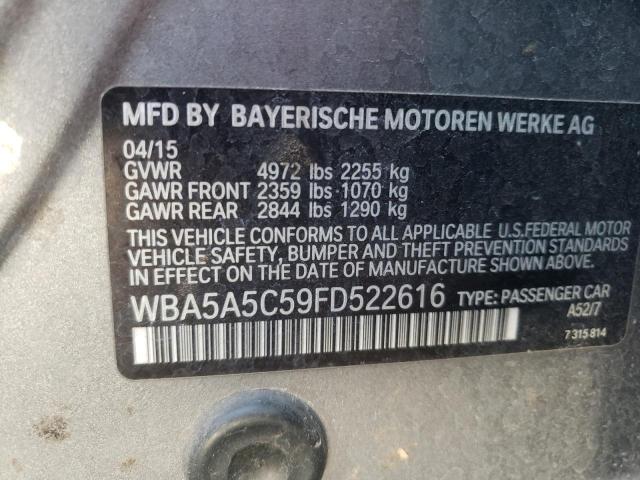 MFD BY BAYERISCHE MOTOREN WERKE AG
04/15
GVWR 4972 lbs 2255 kg
GAWR FRONT 2359 lbs 1070 kg
GAWR REAR 2844 lbs 1290 kg
THIS VEHICLE CONFORMS TO ALL APPLICABLE U.S.FEDERAL MOTOR
VEHICLE SAFETY, BUMPER, AND THEFT PREVENTION STANDARDS
IN EFFECT ON THE DATE OF MANUFACTURE SHOWN ABOVE.
WBA5A5C59FD522616 TYPE: PASSENGER CAR
A52/7
7 315 814